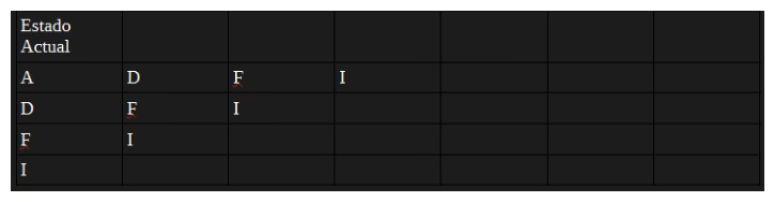 Estado
Actual
A D F I
D F I
F I
I